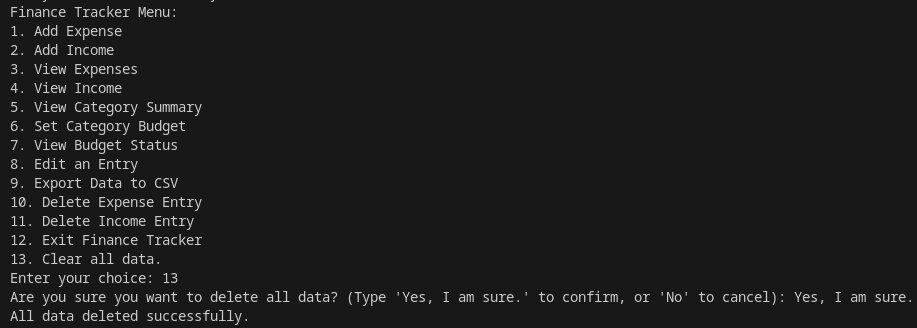 Finance Tracker Menu:
1. Add Expense
2. Add Income
3. View Expenses
4. View Income
5. View Category Summary
6. Set Category Budget
7. View Budget Status
8. Edit an Entry
9. Export Data to CSV
10. Delete Expense Entry
11. Delete Income Entry
12. Exit Finance Tracker
13. Clear all data.
Enter your choice: 13
Are you sure you want to delete all data? (Type 'Yes, I am sure.' to confirm, or 'No' to cancel): Yes, I am sure.
All data deleted successfully.